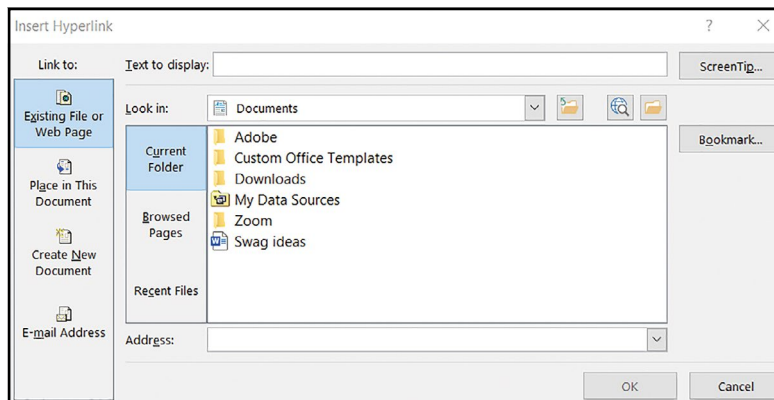 Insert Hyperlink
?
Link to:
Text to display:
ScreenTip...
Existing File or
Web Page
Look in:
Documents
Bookmark...
Current
Folder
Adobe
Custom Office Templates
Downloads
My Data Sources
Zoom
Swag ideas
Place in This
Document
Browsed
Pages
Create New
Document
Recent Files
E-mail Address
Address:
OK
Cancel